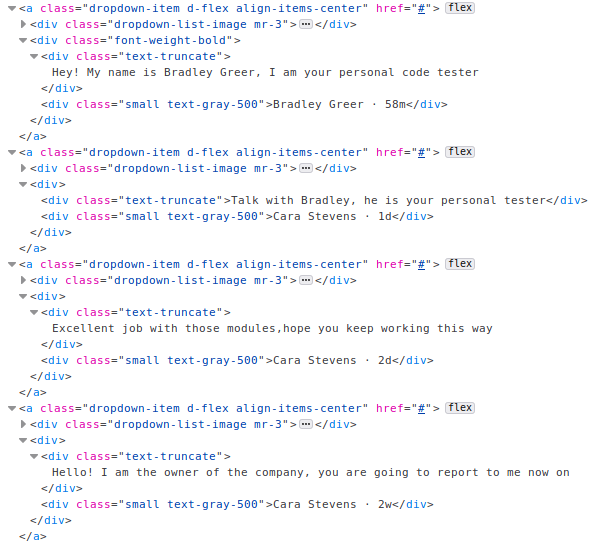 <a class="dropdown-item d-flex align-items-center" href="#"> flex
<div class="dropdown-list-image mr-3">…</div>
<div class="font-weight-bold">
<div class="text-truncate">
Hey! My name is Bradley Greer, I am your personal code tester
</div>
<div class="small text-gray-500">Bradley Greer · 58m</div>
</div>
</a>
<a class="dropdown-item d-flex align-items-center" href="#"> flex
<div class="dropdown-list-image mr-3">…</div>
<div>
<div class="text-truncate">Talk with Bradley, he is your personal tester</div>
<div class="small text-gray-500">Cara Stevens · 1d</div>
</div>
</a>
<a class="dropdown-item d-flex align-items-center" href="#"> flex
<div class="dropdown-list-image mr-3">…</div>
<div>
<div class="text-truncate">
Excellent job with those modules,hope you keep working this way
</div>
<div class="small text-gray-500">Cara Stevens · 2d</div>
</div>
</a>
<a class="dropdown-item d-flex align-items-center" href="#"> flex
<div class="dropdown-list-image mr-3">…</div>
<div>
<div class="text-truncate">
Hello! I am the owner of the company, you are going to report to me now on
</div>
<div class="small text-gray-500">Cara Stevens · 2w</div>
</div>
</a>